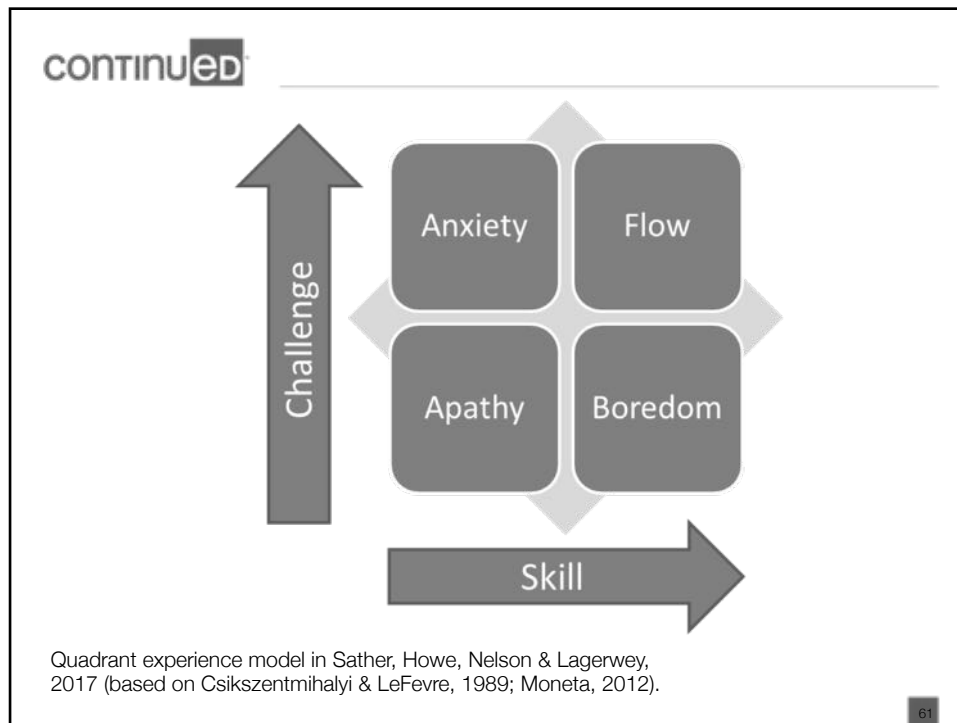 CONTINUED
Challenge
Anxiety
Flow
Apathy
Boredom
Skill
Quadrant experience model in Sather, Howe, Nelson & Lagerwey,
2017 (based on Csikszentmihalyi & LeFevre, 1989; Moneta, 2012).
61